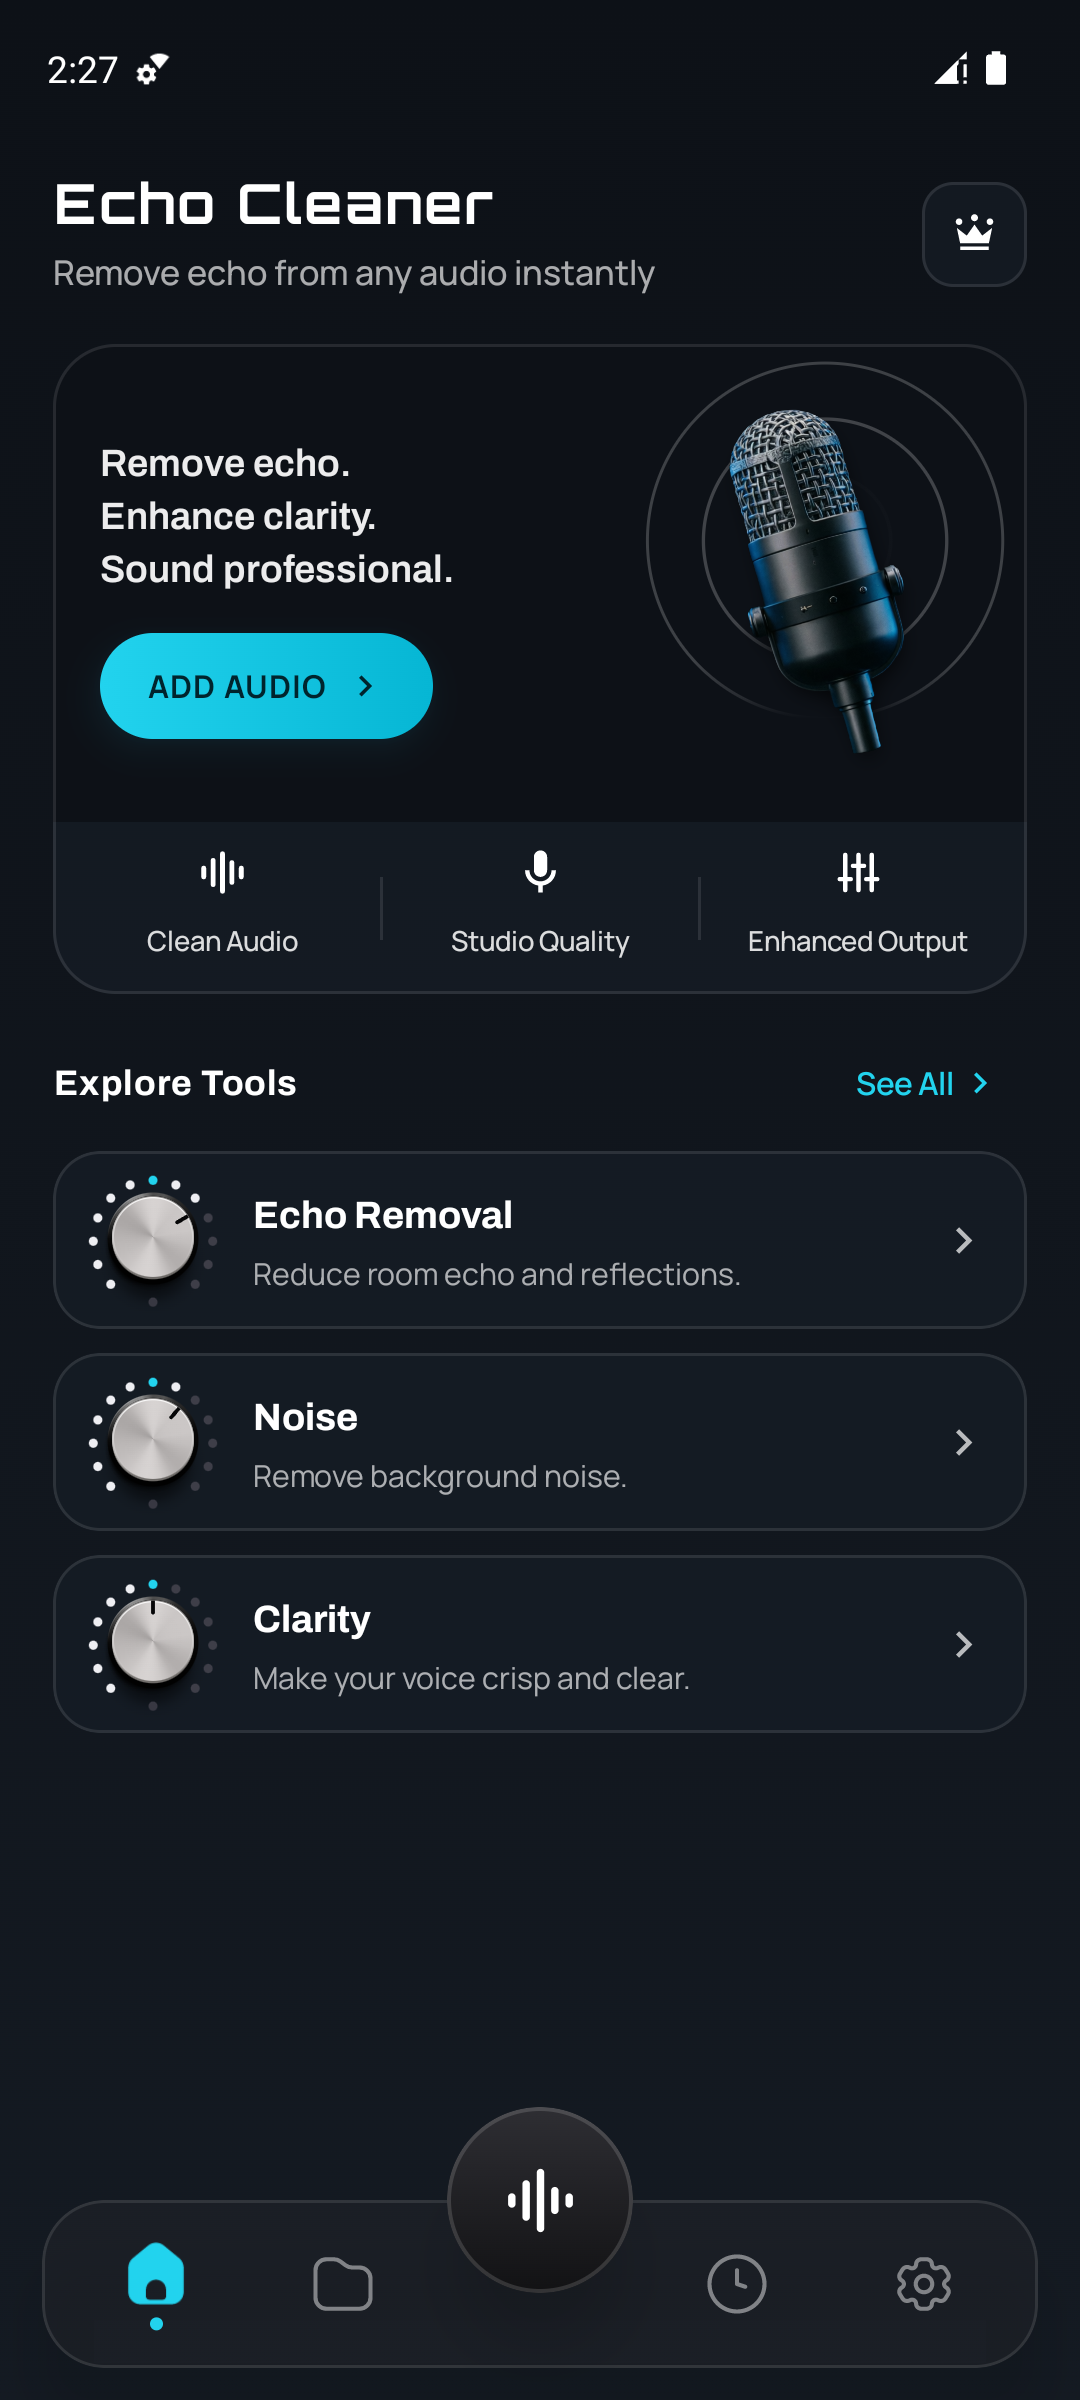 2:27
Echo Cleaner
Remove echo from any audio instantly
Remove echo.
Enhance clarity.
Sound professional.
ADD AUDIO
Clean Audio
Studio Quality
Enhanced Output
Explore Tools
See All
Echo Removal
Reduce room echo and reflections.
Noise
Remove background noise.
Clarity
Make your voice crisp and clear.